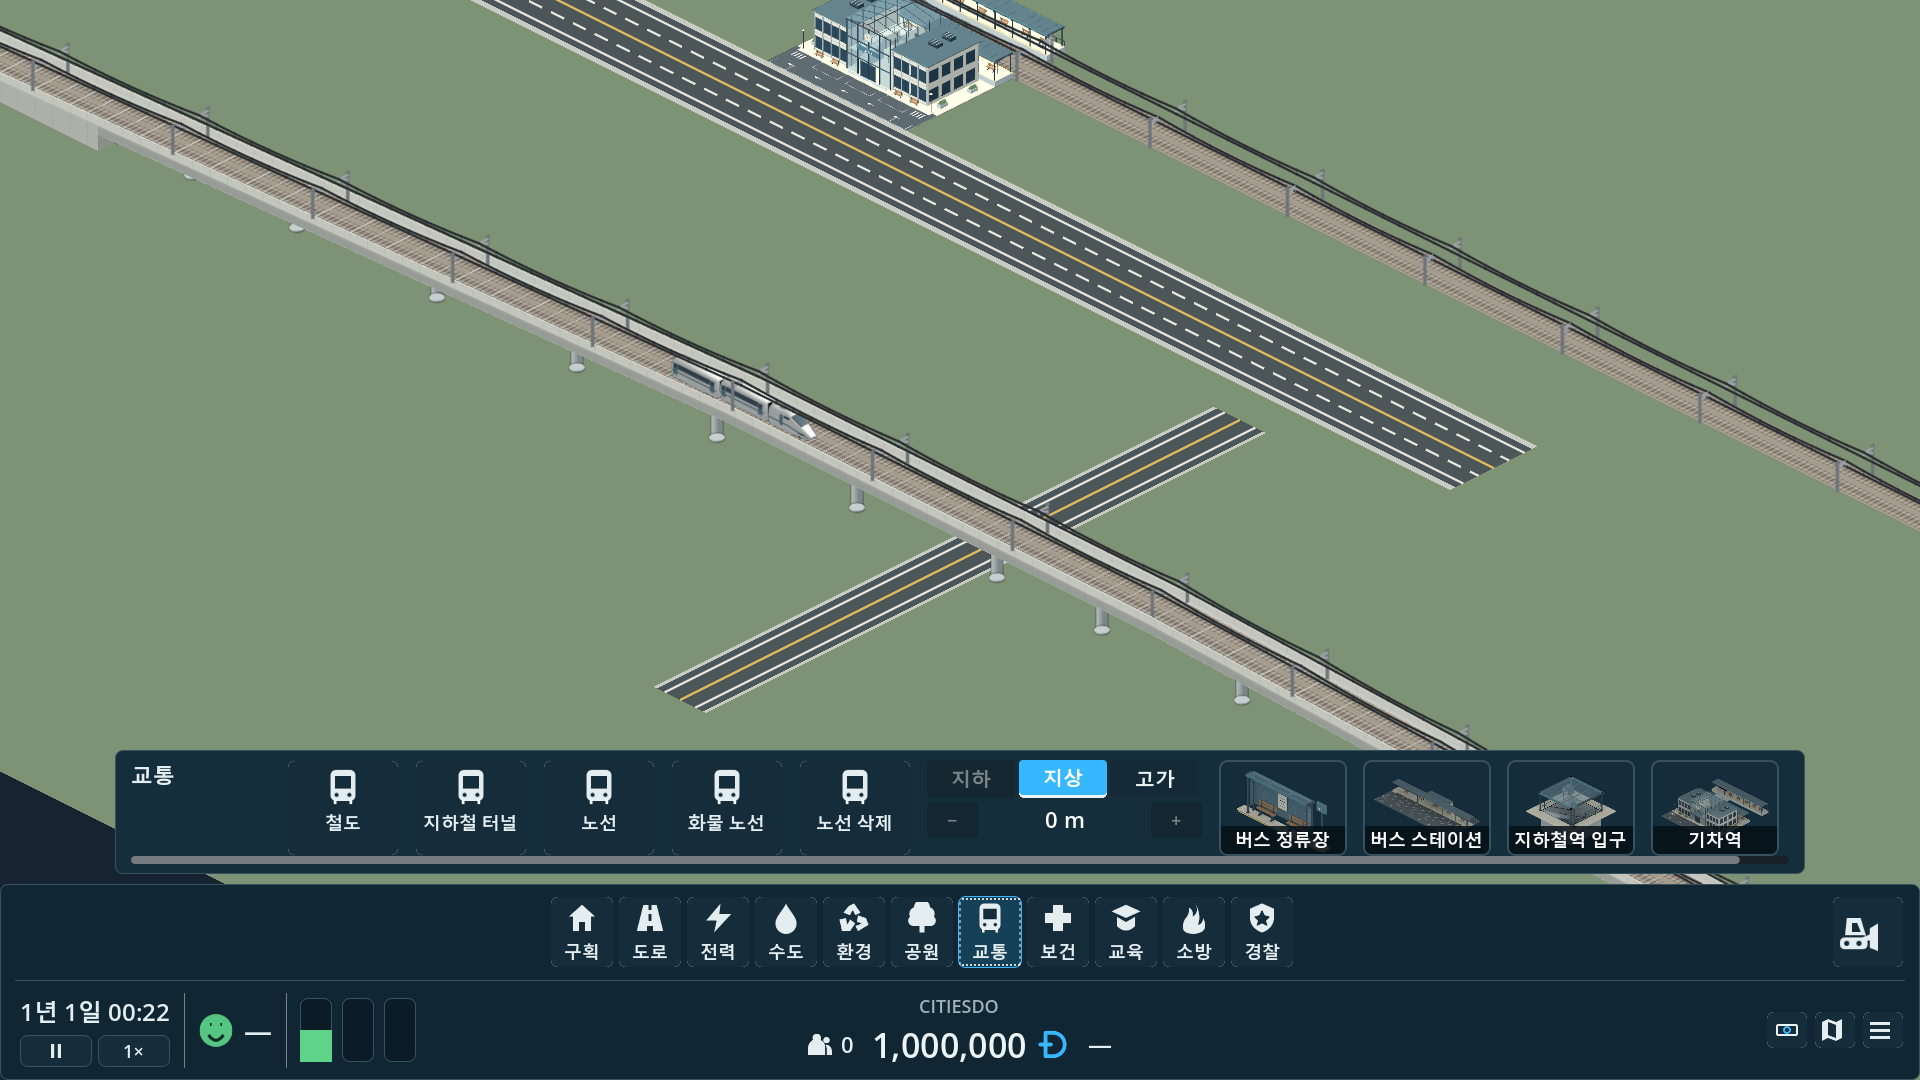 교통
철도
지하철 터널
노선
화물 노선
노선 삭제
지하
지상
고가
−
0 m
+
버스 정류장
버스 스테이션
지하철역 입구
기차역
구획
도로
전력
수도
환경
공원
교통
보건
교육
소방
경찰
1년 1일 00:22
1×
—
CITIESDO
0
1,000,000
—